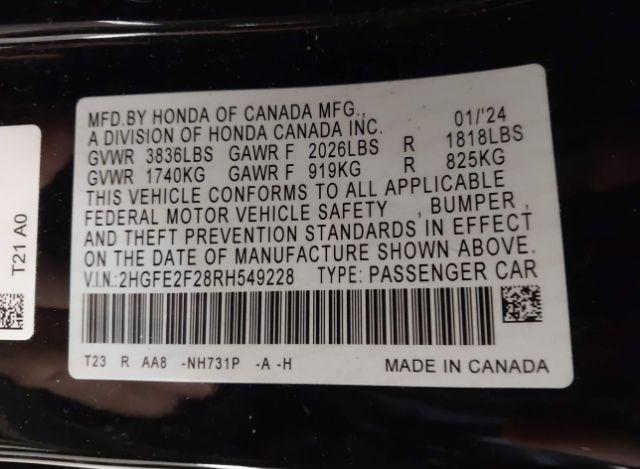 MFD.BY HONDA OF CANADA MFG., 01/'24
A DIVISION OF HONDA CANADA INC.
GVWR 3836LBS GAWR F 2026LBS R 1818LBS
GVWR 1740KG GAWR F 919KG R 825KG
THIS VEHICLE CONFORMS TO ALL APPLICABLE
FEDERAL MOTOR VEHICLE SAFETY , BUMPER ,
AND THEFT PREVENTION STANDARDS IN EFFECT
ON THE DATE OF MANUFACTURE SHOWN ABOVE.
V.I.N.:2HGFE2F28RH549228 TYPE: PASSENGER CAR
T23 R AA8 -NH731P -A -H MADE IN CANADA
T21 A0